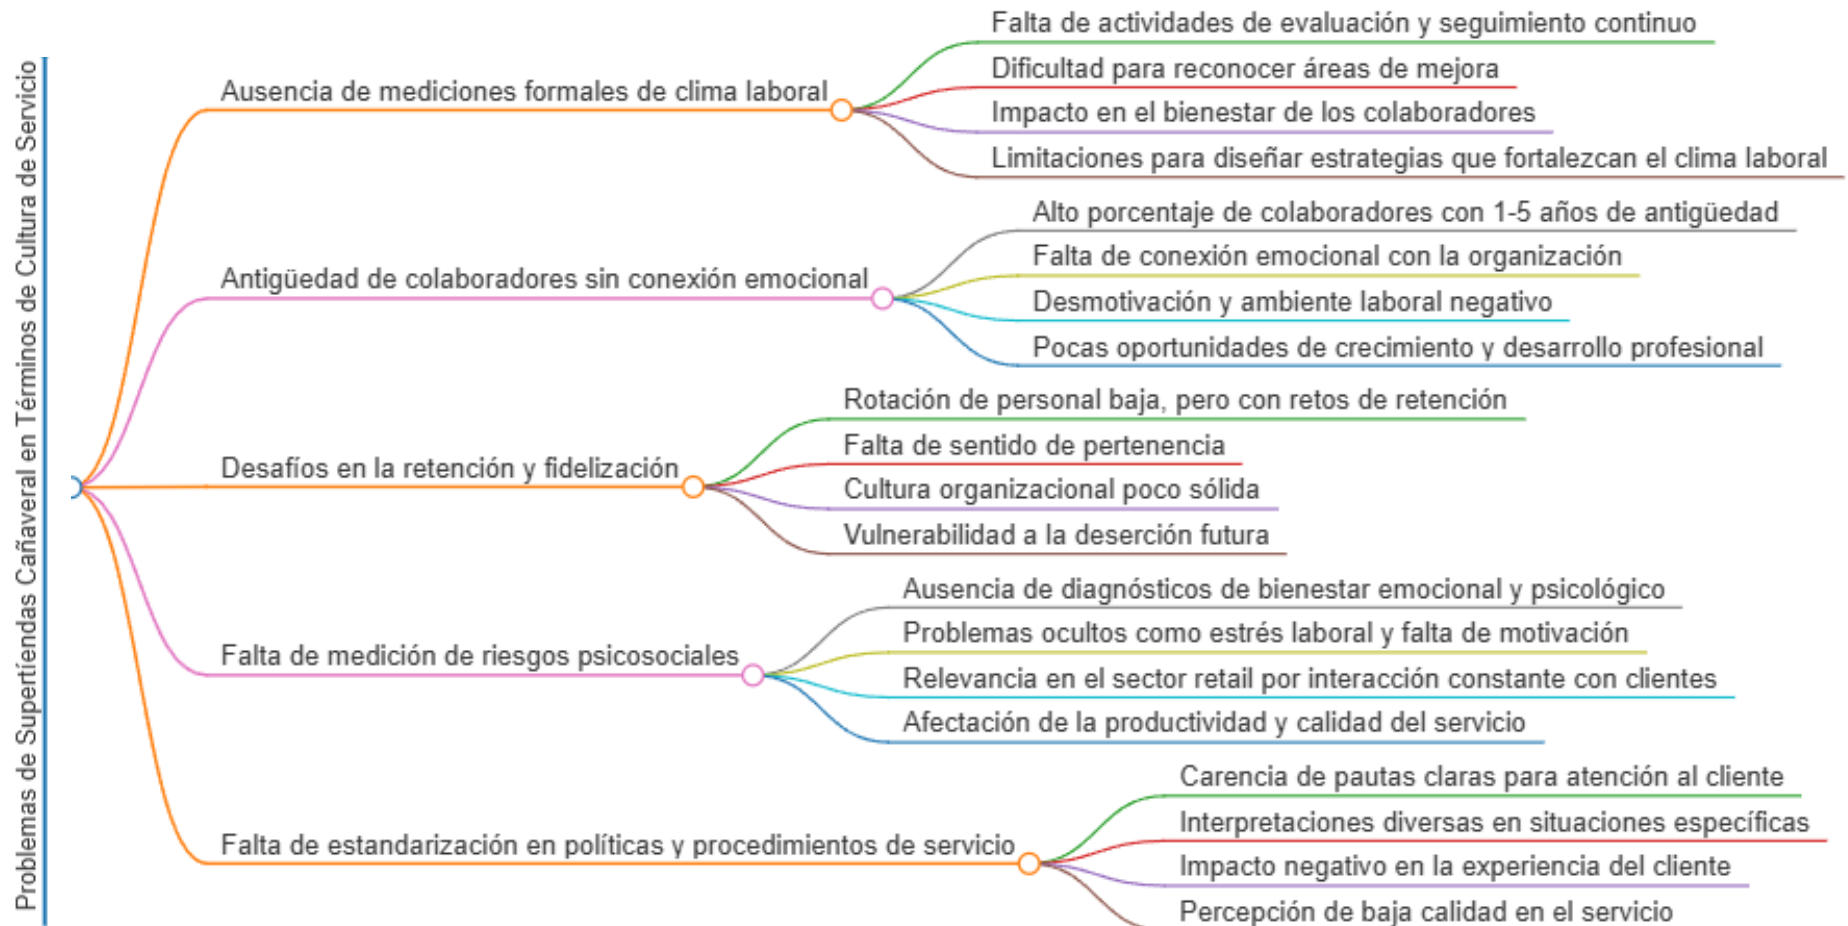 Problemas de Supertíendas Cañaveral en Términos de Cultura de Servicio
Ausencia de mediciones formales de clima laboral
Falta de actividades de evaluación y seguimiento continuo
Dificultad para reconocer áreas de mejora
Impacto en el bienestar de los colaboradores
Limitaciones para diseñar estrategias que fortalezcan el clima laboral
Antigüedad de colaboradores sin conexión emocional
Alto porcentaje de colaboradores con 1-5 años de antigüedad
Falta de conexión emocional con la organización
Desmotivación y ambiente laboral negativo
Pocas oportunidades de crecimiento y desarrollo profesional
Desafíos en la retención y fidelización
Rotación de personal baja, pero con retos de retención
Falta de sentido de pertenencia
Cultura organizacional poco sólida
Vulnerabilidad a la deserción futura
Falta de medición de riesgos psicosociales
Ausencia de diagnósticos de bienestar emocional y psicológico
Problemas ocultos como estrés laboral y falta de motivación
Relevancia en el sector retail por interacción constante con clientes
Afectación de la productividad y calidad del servicio
Falta de estandarización en políticas y procedimientos de servicio
Carencia de pautas claras para atención al cliente
Interpretaciones diversas en situaciones específicas
Impacto negativo en la experiencia del cliente
Percepción de baja calidad en el servicio